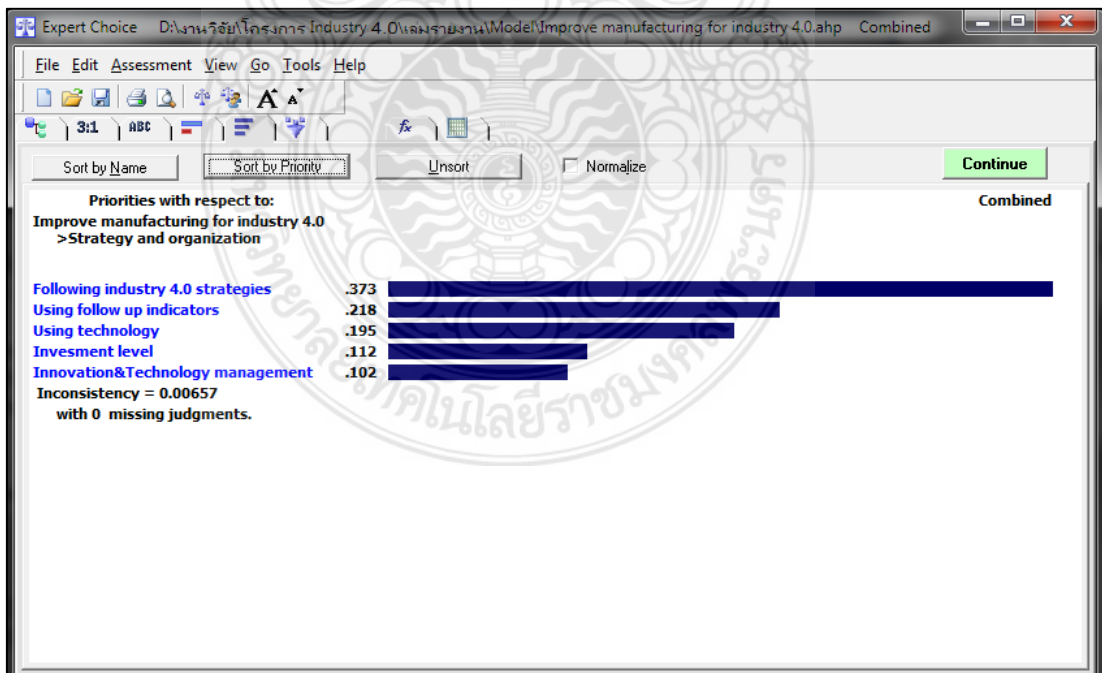 Expert Choice D:\งานวิจัย\โครงการ Industry 4.0\เล่มรายงาน\Model\Improve manufacturing for industry 4.0.ahp Combined
File Edit Assessment View Go Tools Help
A A
3:1 ABC fx
Sort by Name Sort by Priority Unsort Normalize Continue
Priorities with respect to: Combined
Improve manufacturing for industry 4.0
>Strategy and organization
Following industry 4.0 strategies .373
Using follow up indicators .218
Using technology .195
Invesment level .112
Innovation&Technology management .102
Inconsistency = 0.00657
with 0 missing judgments.